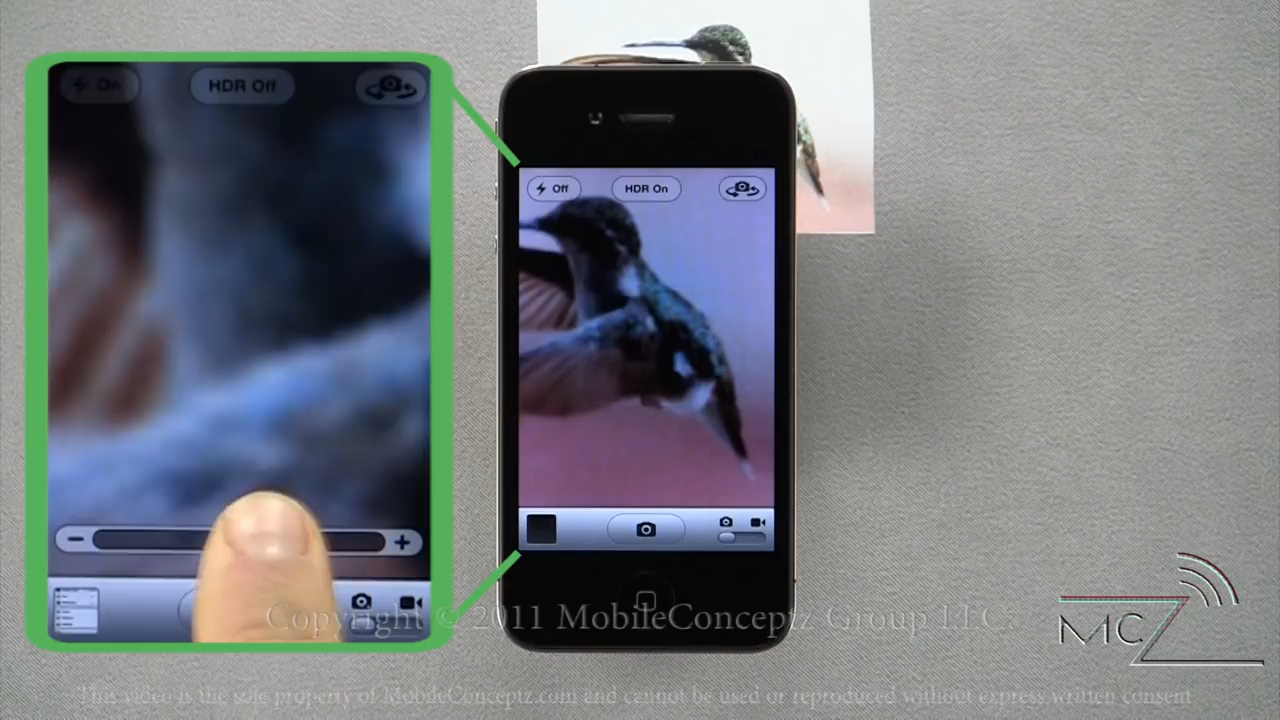 On
HDR Off
Off
HDR On
Copyright © 2011 MobileConceptz Group LLC.
MCZ
This video is the sole property of MobileConceptz.com and cannot be used or reproduced without express written consent